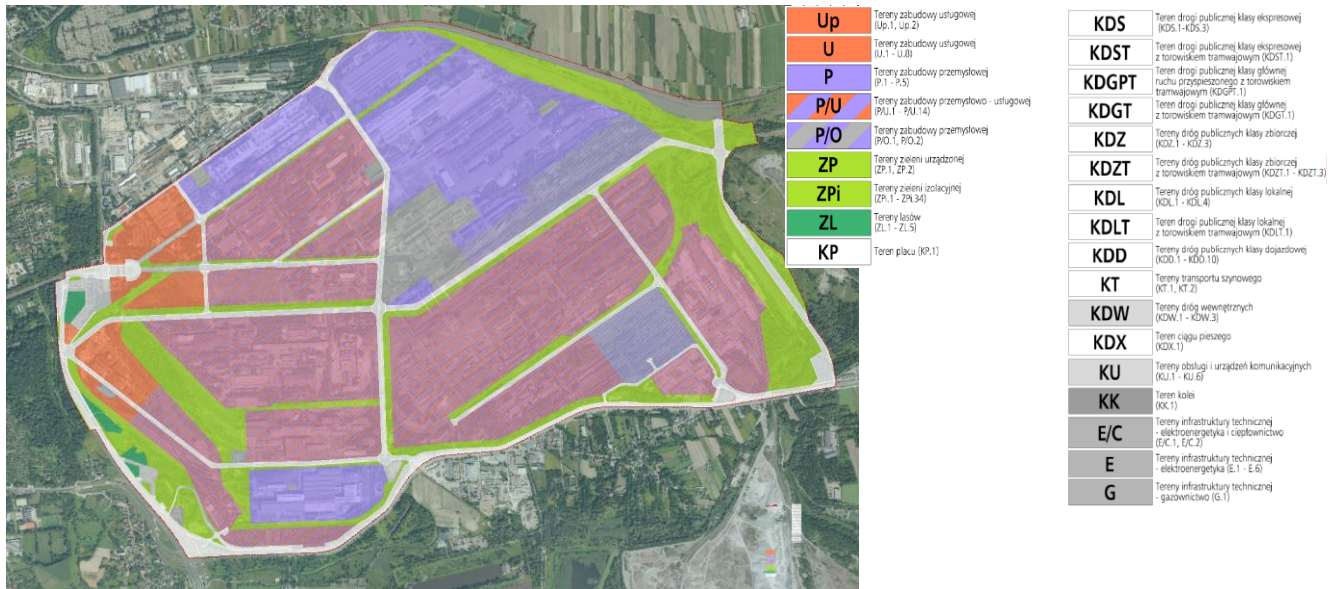 Up
Tereny zabudowy usługowej
(Up.1, Up.2)
U
Tereny zabudowy usługowej
(U.1 - U.8)
P
Tereny zabudowy przemysłowej
(P.1 - P.5)
P/U
Tereny zabudowy przemysłowo - usługowej
(P/U.1 - P/U.14)
P/O
Tereny zabudowy przemysłowej
(P/O.1, P/O.2)
ZP
Tereny zieleni urządzonej
(ZP.1, ZP.2)
ZPi
Tereny zieleni izolacyjnej
(ZPi.1 - ZPi.34)
ZL
Tereny lasów
(ZL.1 - ZL.5)
KP
Teren placu (KP.1)
KDS
Teren drogi publicznej klasy ekspresowej
(KDS.1-KDS.3)
KDST
Teren drogi publicznej klasy ekspresowej
z torowiskiem tramwajowym (KDST.1)
KDGPT
Teren drogi publicznej klasy głównej
ruchu przyspieszonego z torowiskiem
tramwajowym (KDGPT.1)
KDGT
Teren drogi publicznej klasy głównej
z torowiskiem tramwajowym (KDGT.1)
KDZ
Tereny dróg publicznych klasy zbiorczej
(KDZ.1 - KDZ.3)
KDZT
Tereny dróg publicznych klasy zbiorczej
z torowiskiem tramwajowym (KDZT.1 - KDZT.3)
KDL
Tereny dróg publicznych klasy lokalnej
(KDL.1 - KDL.4)
KDLT
Teren drogi publicznej klasy lokalnej
z torowiskiem tramwajowym (KDLT.1)
KDD
Tereny dróg publicznych klasy dojazdowej
(KDD.1 - KDD.10)
KT
Tereny transportu szynowego
(KT.1, KT.2)
KDW
Tereny dróg wewnętrznych
(KDW.1 - KDW.3)
KDX
Teren ciągu pieszego
(KDX.1)
KU
Tereny obsługi i urządzeń komunikacyjnych
(KU.1 - KU.6)
KK
Teren kolei
(KK.1)
E/C
Tereny infrastruktury technicznej
- elektroenergetyka i ciepłownictwo
(E/C.1, E/C.2)
E
Tereny infrastruktury technicznej
- elektroenergetyka (E.1 - E.6)
G
Tereny infrastruktury technicznej
- gazownictwo (G.1)